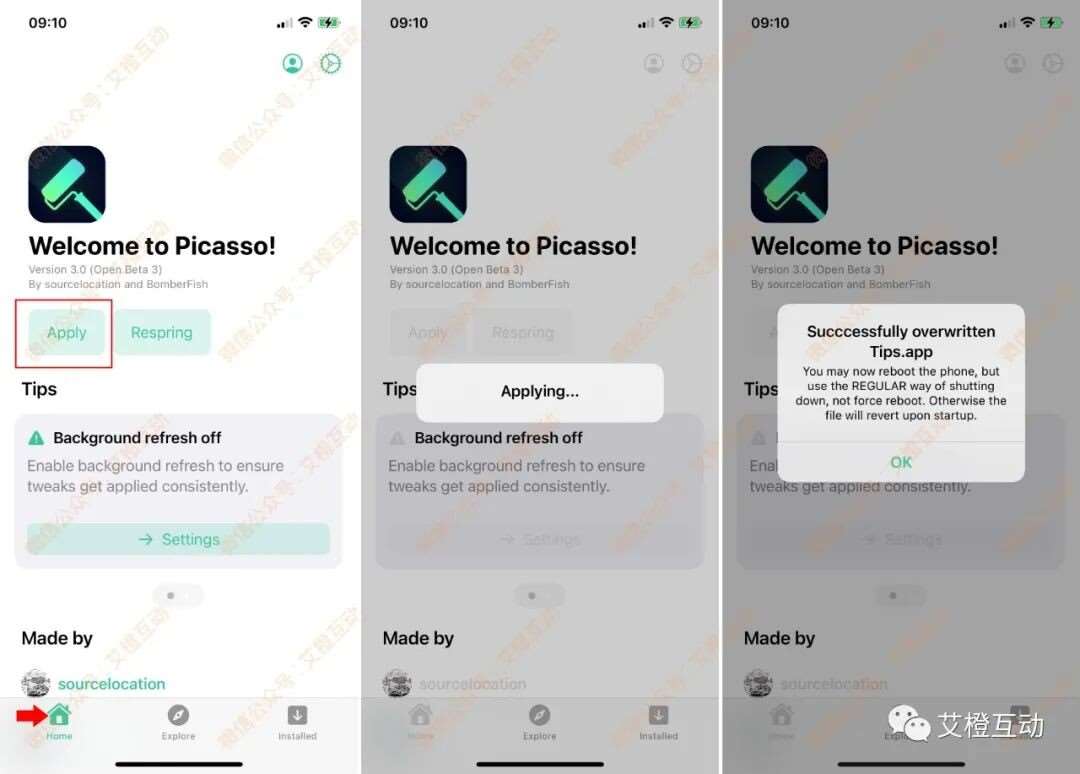 09:10
Welcome to Picasso!
Version 3.0 (Open Beta 3)
By sourcelocation and BomberFish
Apply
Respring
Tips
Background refresh off
Enable background refresh to ensure
tweaks get applied consistently.
→ Settings
Made by
sourcelocation
Home
Explore
Installed
09:10
Welcome to Picasso!
Version 3.0 (Open Beta 3)
By sourcelocation and BomberFish
Apply
Respring
Applying...
Tips
Background refresh off
Enable background refresh to ensure
tweaks get applied consistently.
→ Settings
Made by
sourcelocation
Home
Explore
Installed
09:10
Welcome to Picasso!
Version 3.0 (Open Beta 3)
By sourcelocation and BomberFish
Succcessfully overwritten
Tips.app
You may now reboot the phone, but
use the REGULAR way of shutting
down, not force reboot. Otherwise the
file will revert upon startup.
OK
Tips
tweaks get applied consistently.
→ Settings
Made by
sourcelocation
Home
艾橙互动
微信公众号:艾橙互动